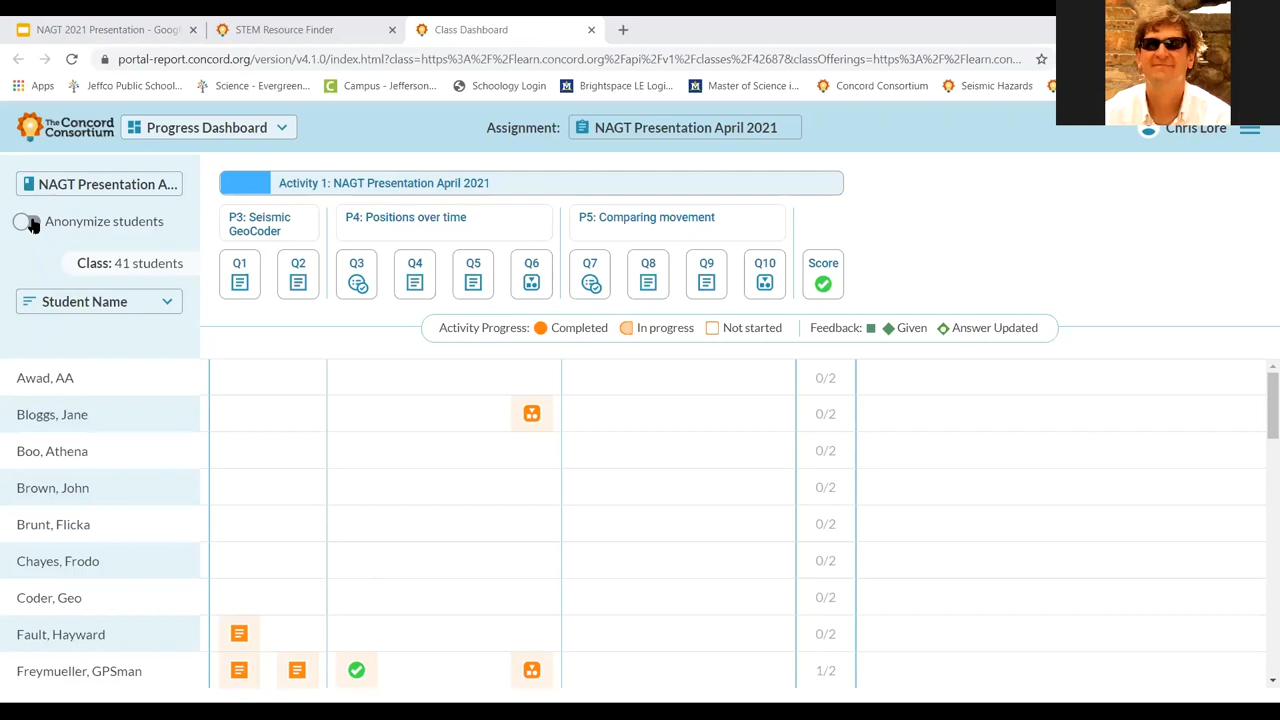 NAGT 2021 Presentation - Goog
STEM Resource Finder
Class Dashboard
portal-report.concord.org/version/v4.1.0/index.html?class=https%3A%2F%2Flearn.concord.org%2Fapi%2Fv1%2Fclasses%2F42687&classOfferings=https%3A%2F%2Flearn.con...
Apps
Jeffco Public School...
Science - Evergreen...
Campus - Jefferson...
Schoology Login
Brightspace LE Logi...
Master of Science i...
Concord Consortium
Seismic Hazards
The Concord Consortium
Progress Dashboard
Assignment:
NAGT Presentation April 2021
Chris Lore
NAGT Presentation A...
Activity 1: NAGT Presentation April 2021
Anonymize students
P3: Seismic
GeoCoder
P4: Positions over time
P5: Comparing movement
Class: 41 students
Q1 Q2 Q3 Q4 Q5 Q6 Q7 Q8 Q9 Q10 Score
Student Name
Activity Progress: Completed In progress Not started Feedback: Given Answer Updated
Awad, AA 0/2
Bloggs, Jane 0/2
Boo, Athena 0/2
Brown, John 0/2
Brunt, Flicka 0/2
Chayes, Frodo 0/2
Coder, Geo 0/2
Fault, Hayward 0/2
Freymueller, GPSman 1/2